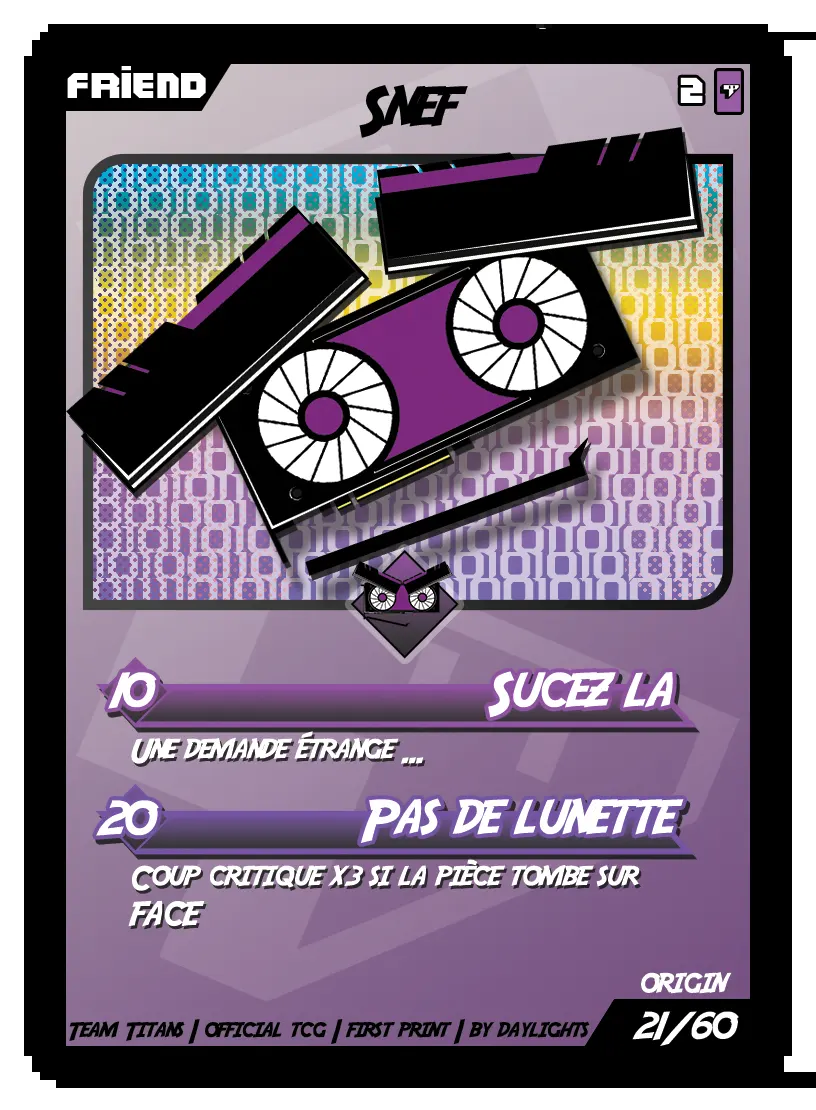 FRIEND
SNEF
2
10
SUCEZ LA
UNE DEMANDE ÉTRANGE ...
20
PAS DE LUNETTE
COUP CRITIQUE X3 SI LA PIÈCE TOMBE SUR
FACE
ORIGIN
TEAM TITANS | OFFICIAL TCG | FIRST PRINT | BY DAYLIGHTS
21/60